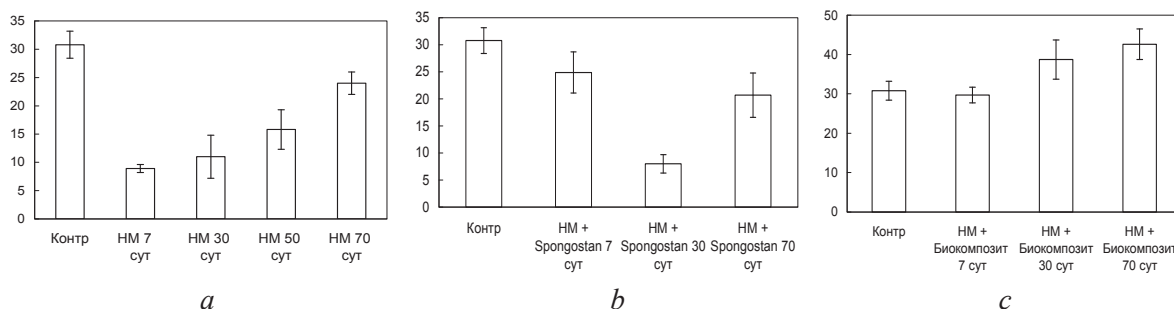 35
30
25
20
15
10
5
0
Контр НМ 7 НМ 30 НМ 50 НМ 70
сут сут сут сут
a
35
30
25
20
15
10
5
0
Контр НМ + НМ + НМ +
Spongostan 7 Spongostan 30 Spongostan 70
сут сут сут
b
50
40
30
20
10
0
Контр НМ + НМ + НМ +
Биокомпозит Биокомпозит Биокомпозит
7 сут 30 сут 70 сут
c